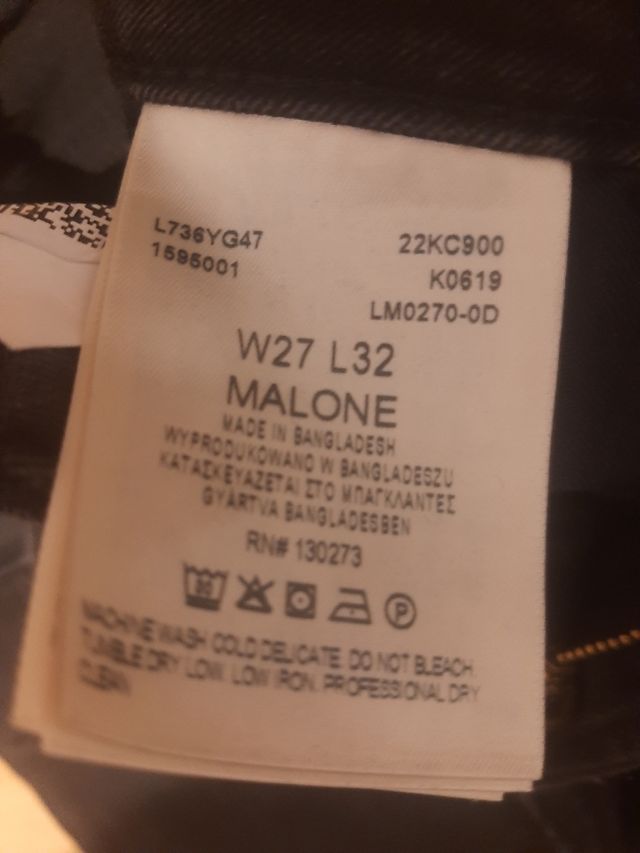 L736YG47
1595001
22KC900
K0619
LM0270-0D
W27 L32
MALONE
MADE IN BANGLADESH
WYPRODUKOWANO W BANGLADESZU
ΚΑΤΑΣΚΕΥΑΖΕΤΑΙ ΣΤΟ ΜΠΑΓΚΛΑΝΤΕΣ
GYÁRTVA BANGLADESBEN
RN# 130273
30
P
MACHINE WASH COLD DELICATE. DO NOT BLEACH.
TUMBLE DRY LOW. LOW IRON. PROFESSIONAL DRY
CLEAN